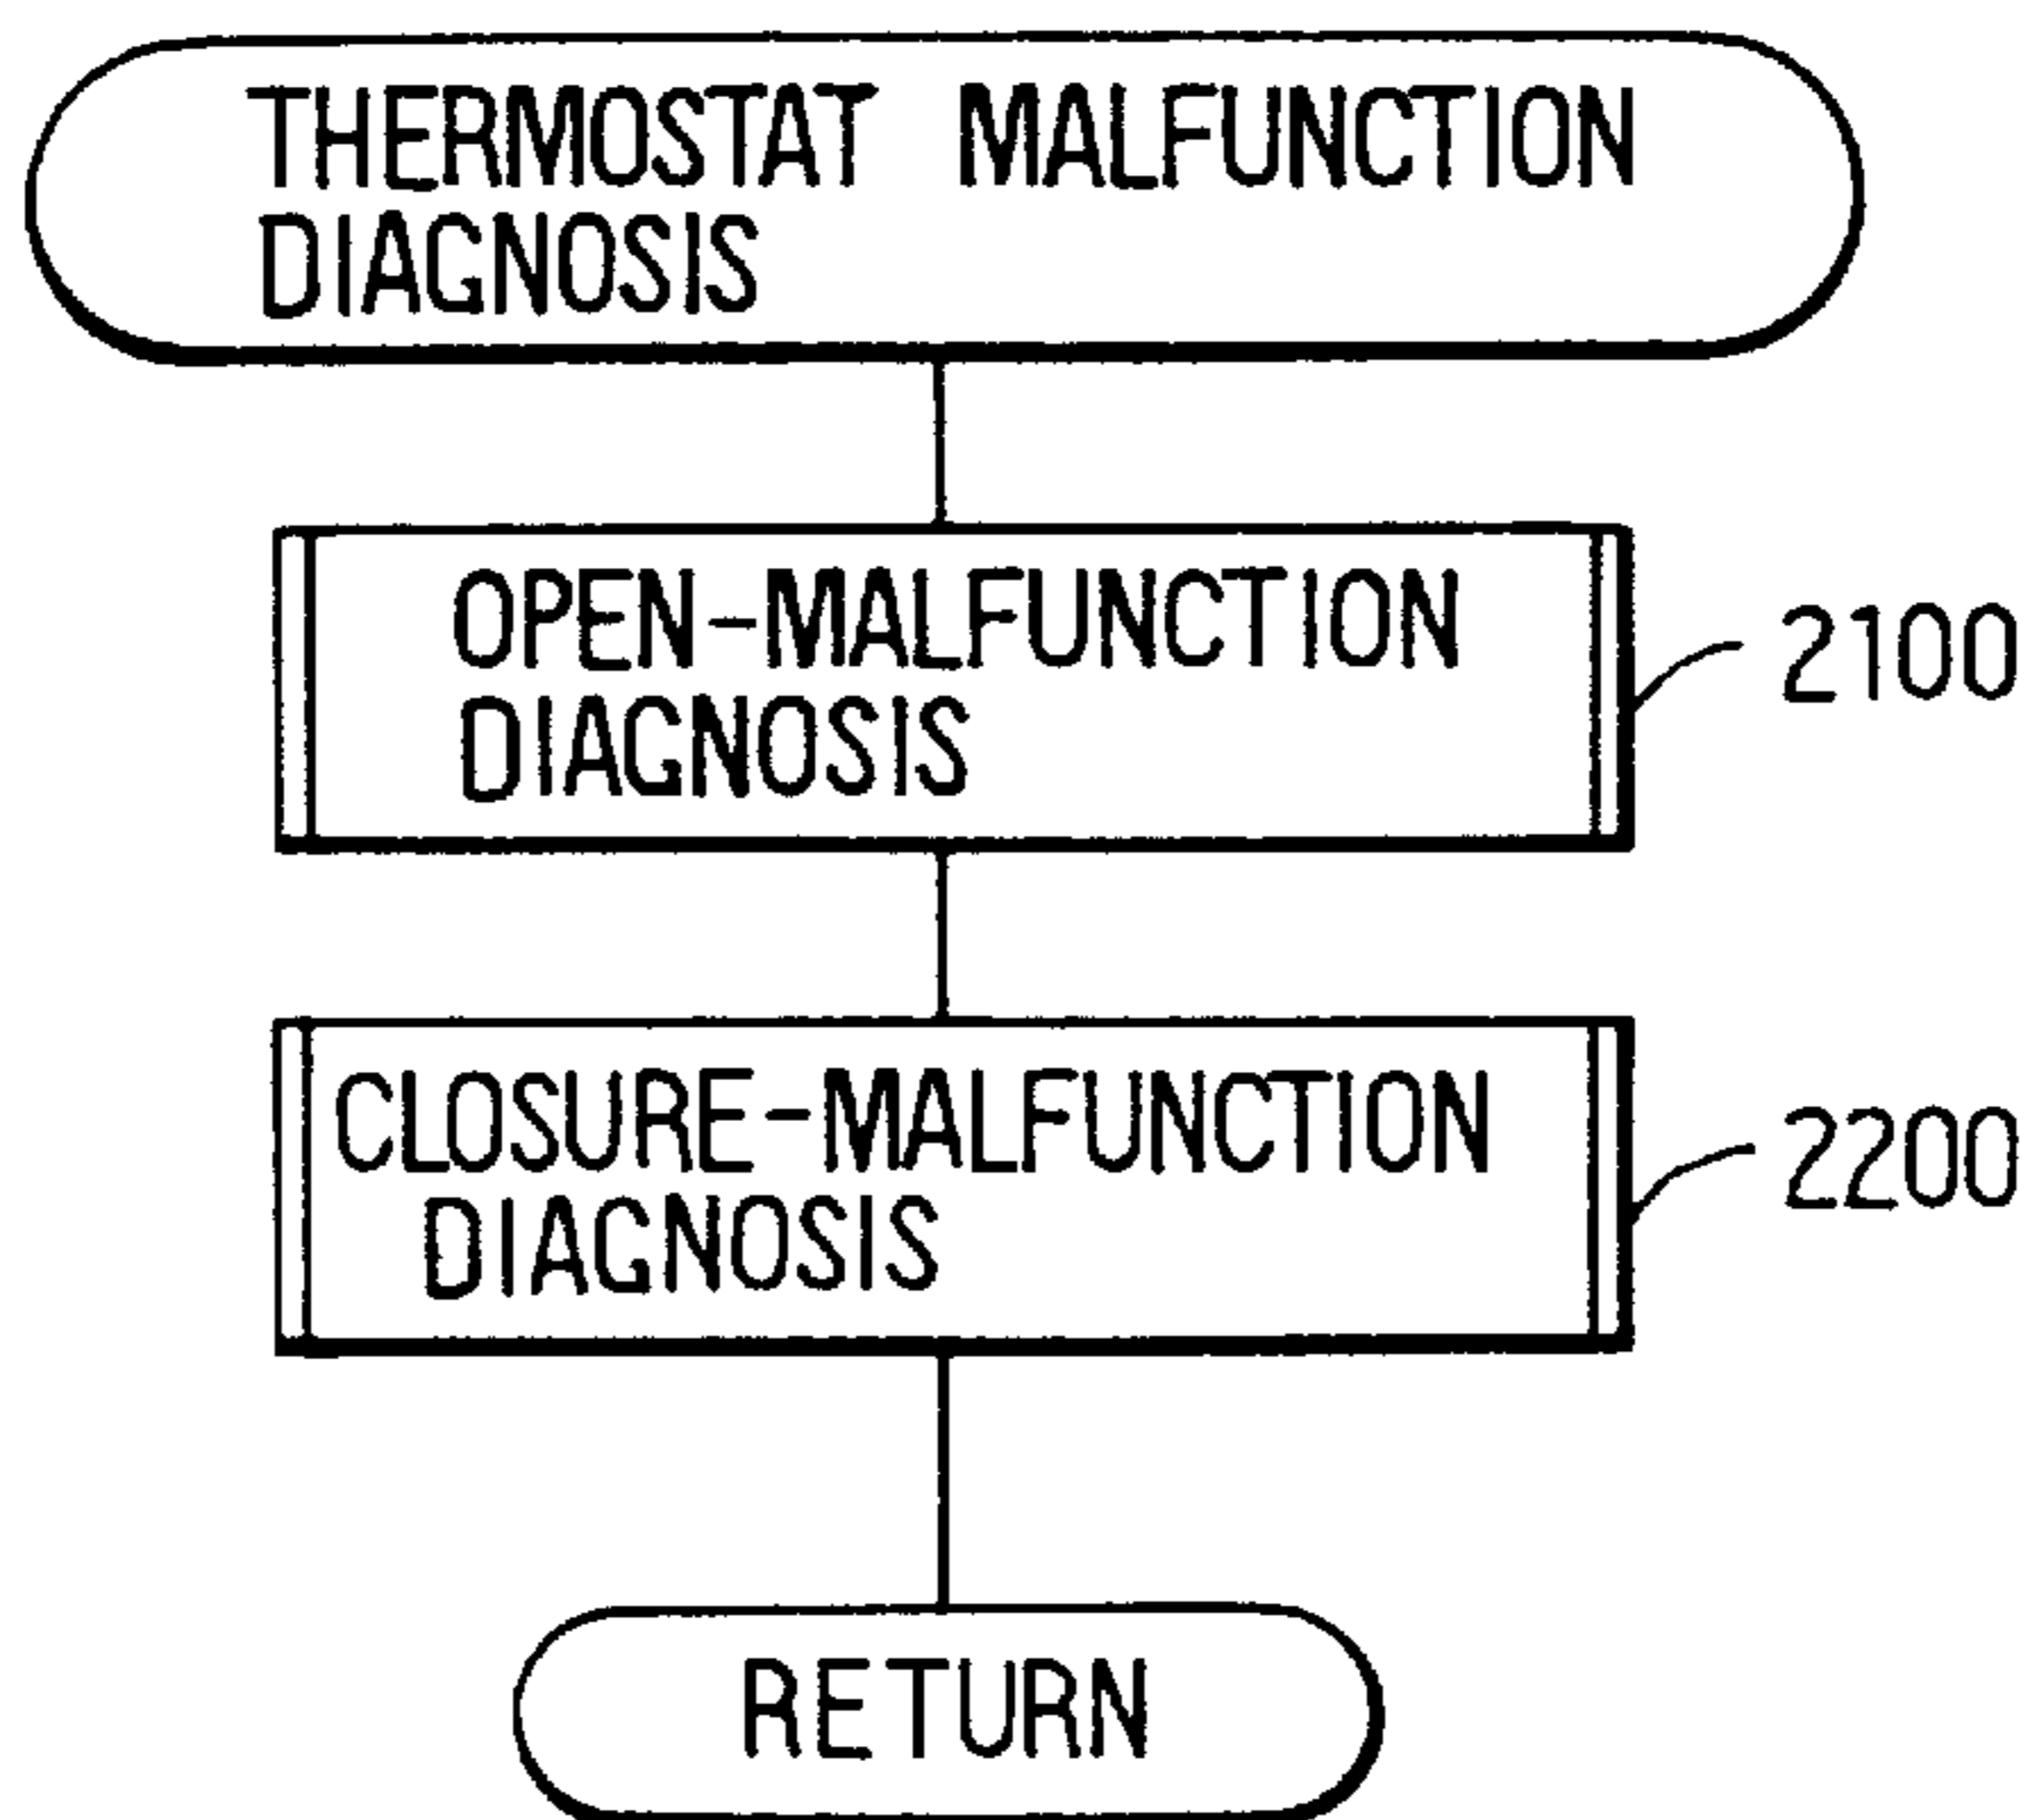 THERMOSTAT MALFUNCTION
DIAGNOSIS
OPEN-MALFUNCTION
DIAGNOSIS
2100
CLOSURE-MALFUNCTION
DIAGNOSIS
2200
RETURN